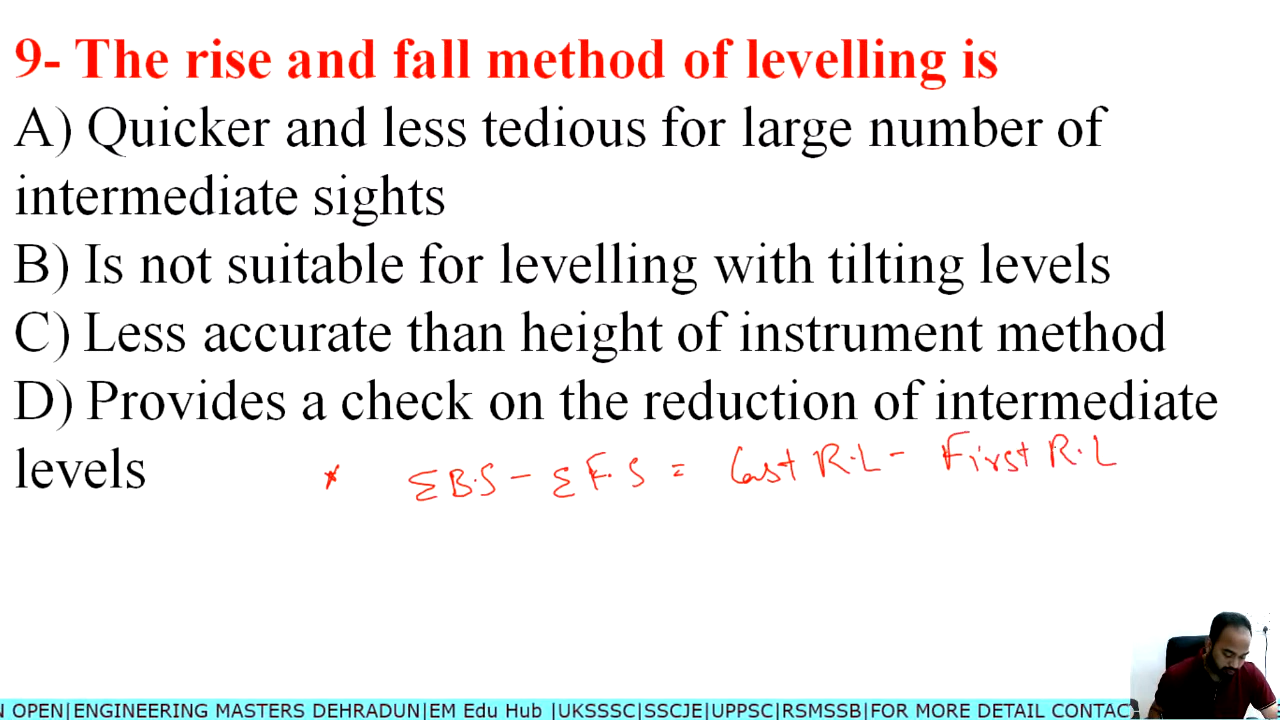 9- The rise and fall method of levelling is
A) Quicker and less tedious for large number of
intermediate sights
B) Is not suitable for levelling with tilting levels
C) Less accurate than height of instrument method
D) Provides a check on the reduction of intermediate
levels
* ΣB.S - ΣF.S = Last R.L - First R.L
N OPEN|ENGINEERING MASTERS DEHRADUN|EM Edu Hub |UKSSSC|SSCJE|UPPSC|RSMSSB|FOR MORE DETAIL CONTAC